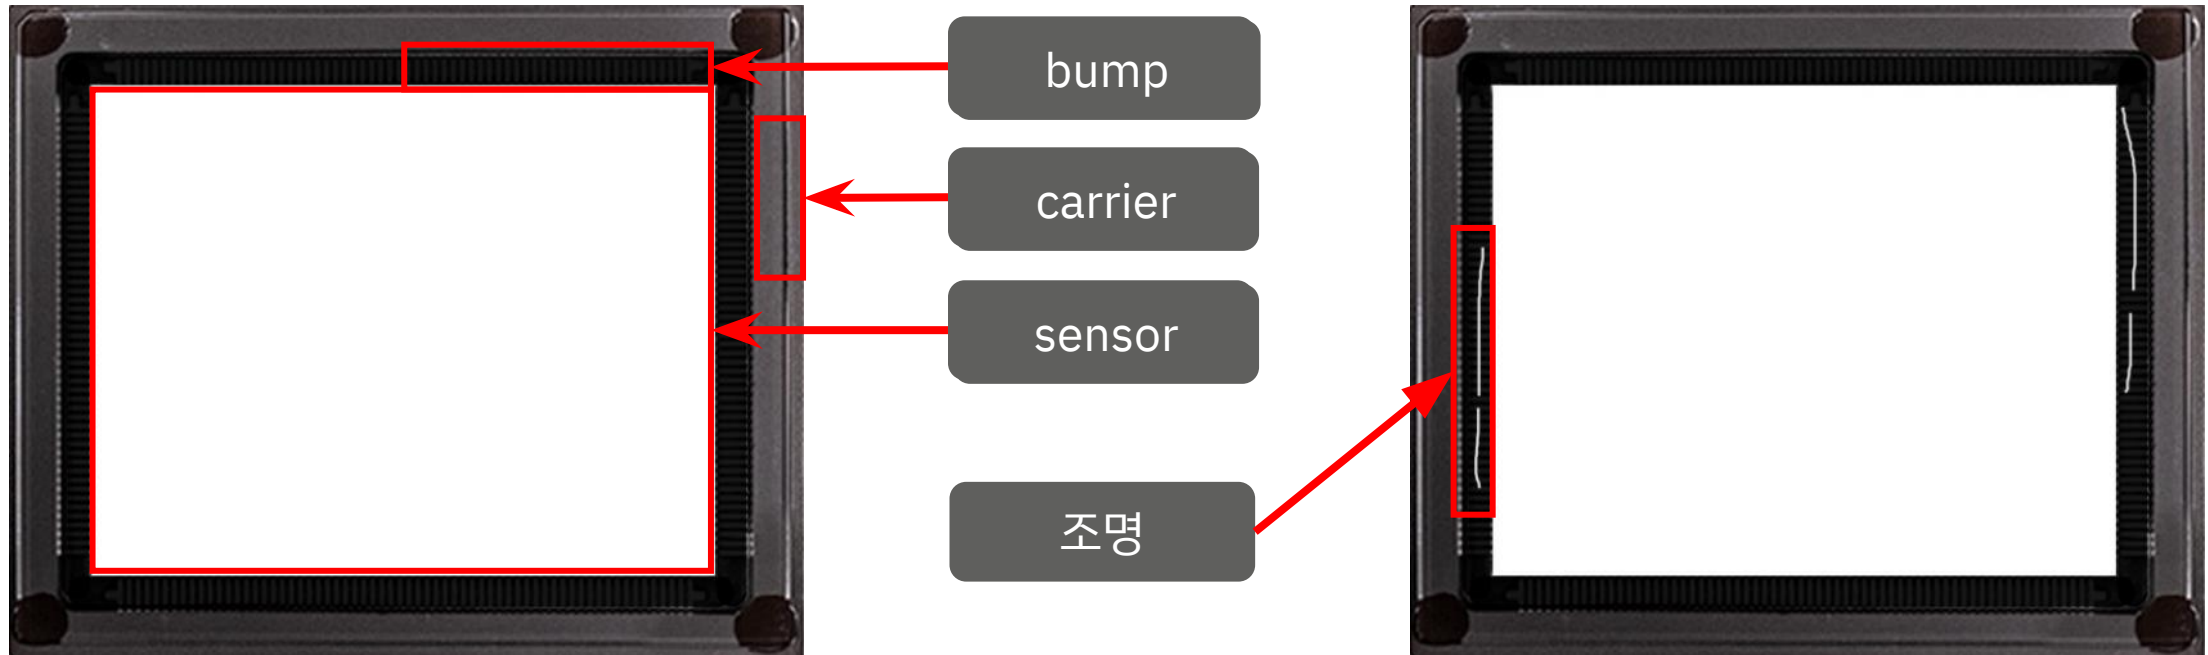 bump
carrier
sensor
조명